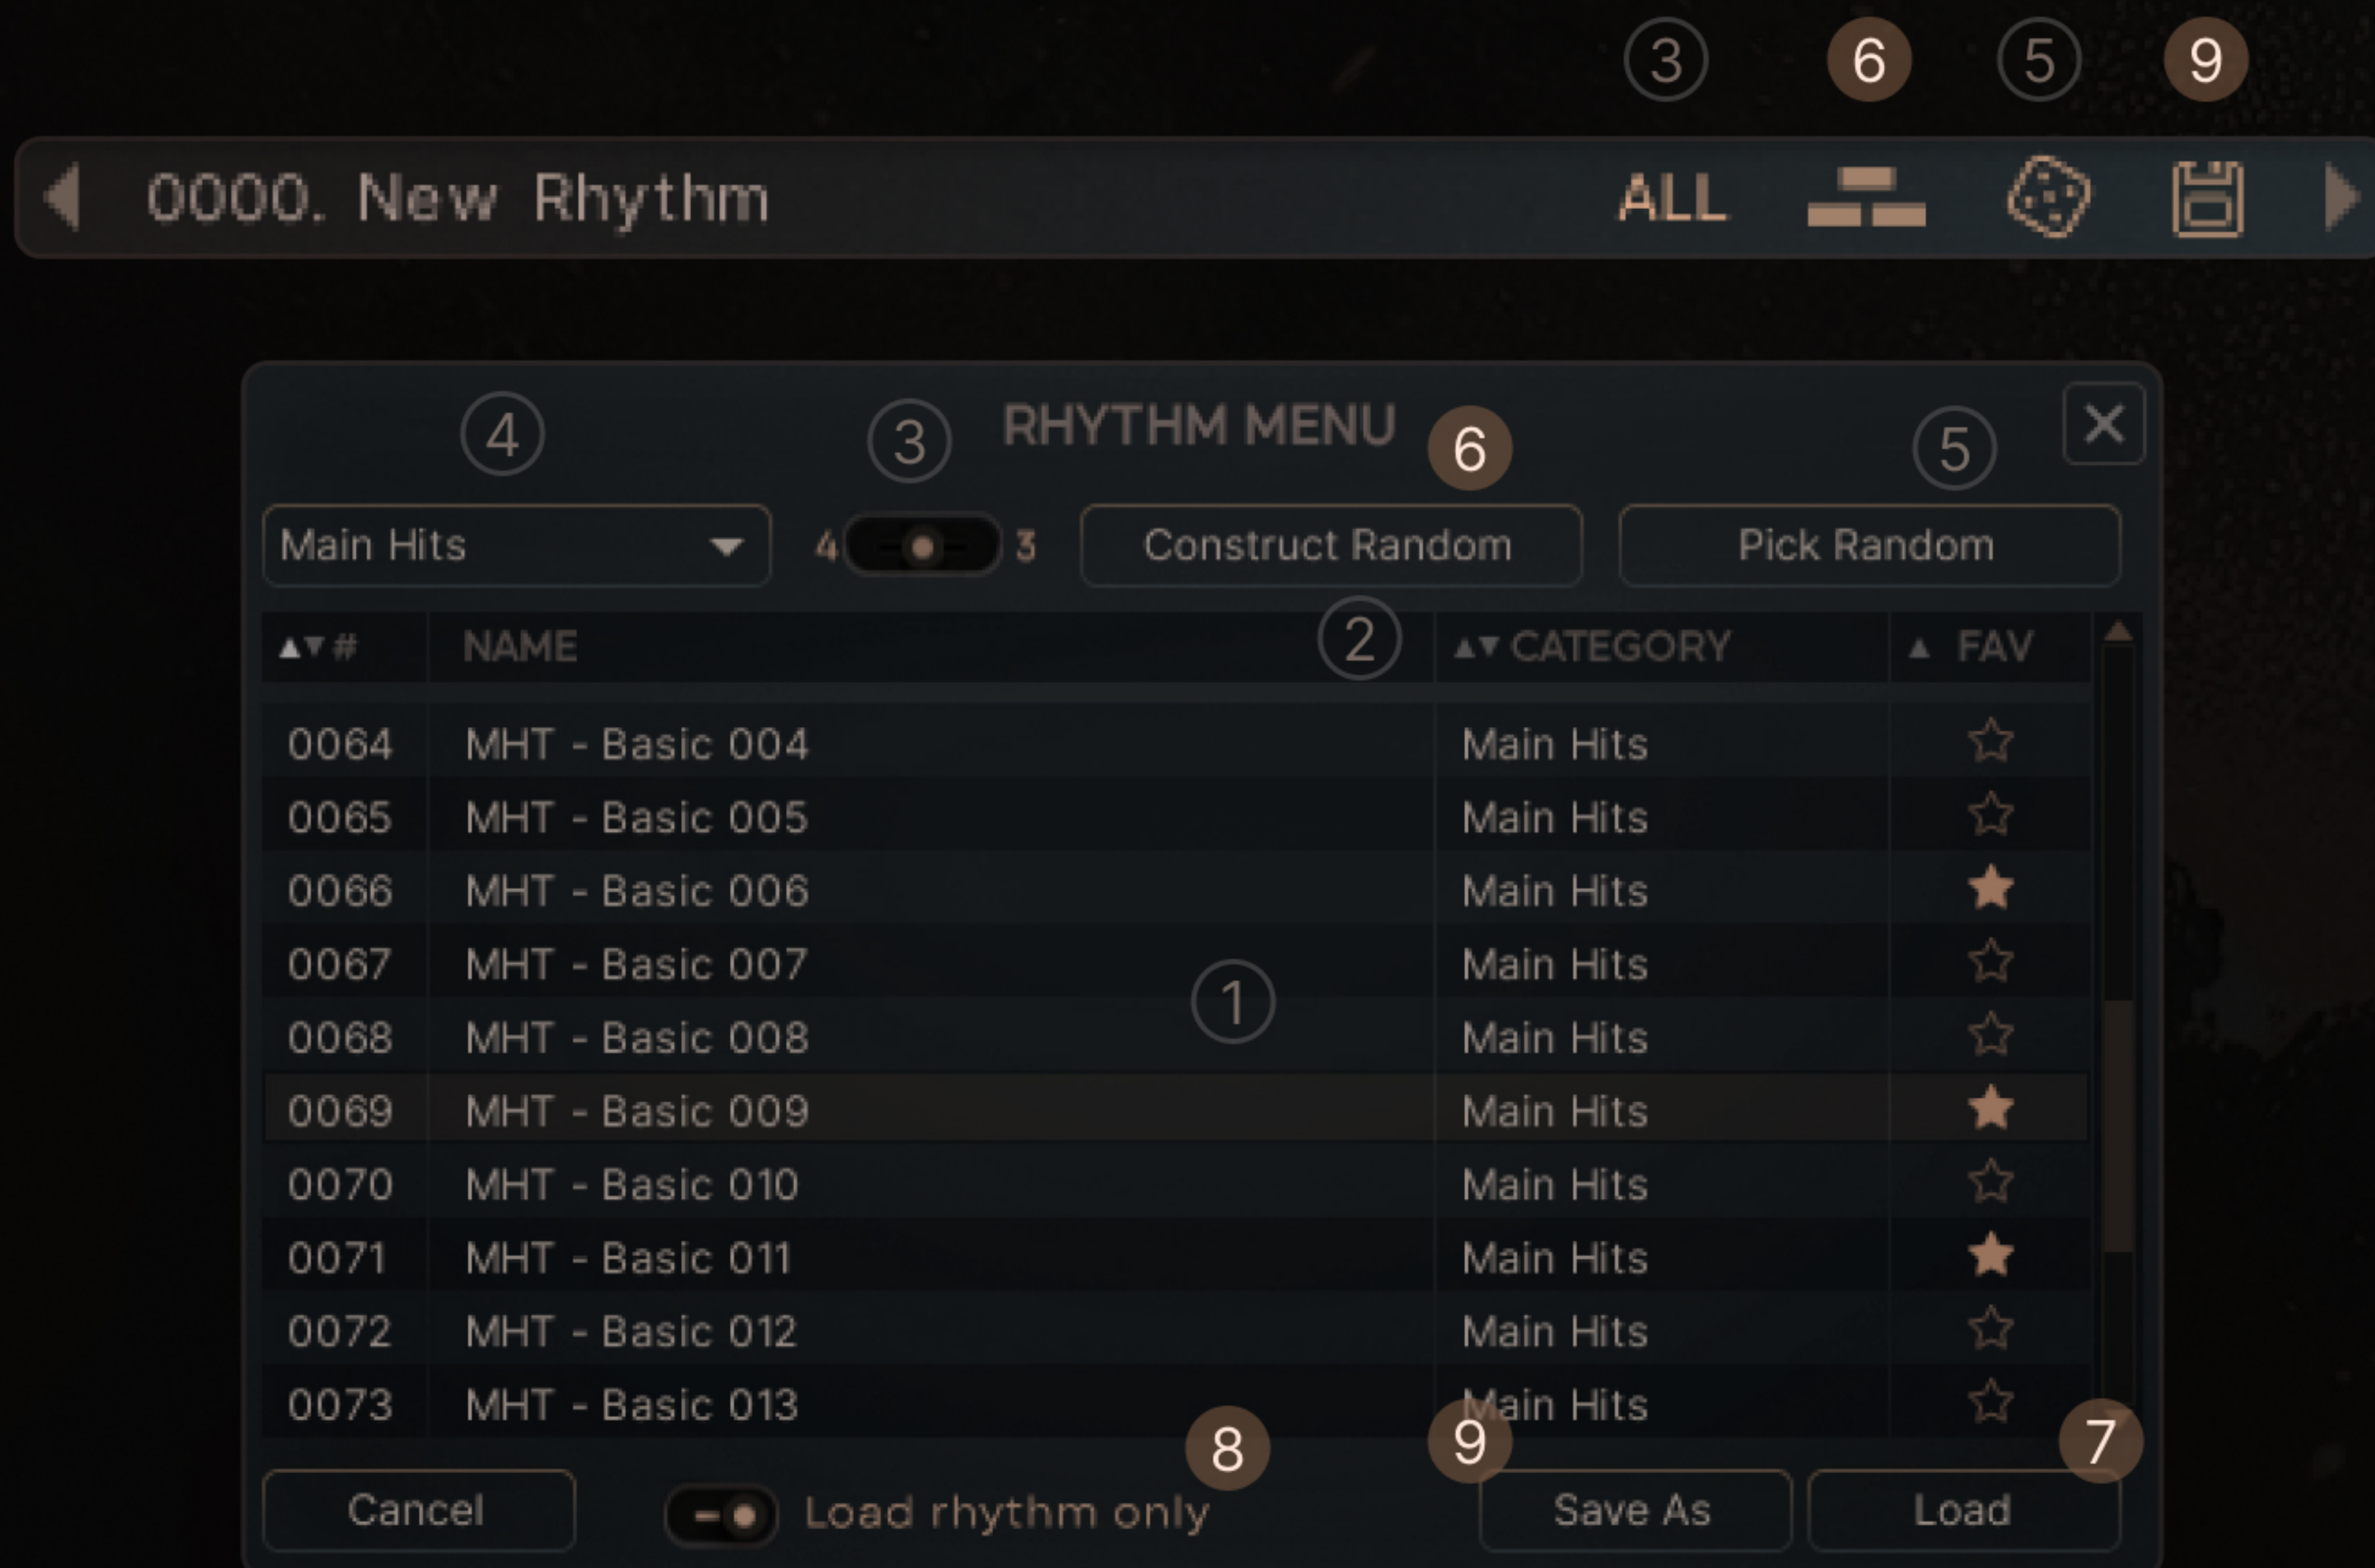 3 6 5 9
0000. New Rhythm ALL
RHYTHM MENU
4 3 6 5
Main Hits 4 3 Construct Random Pick Random
2
# NAME CATEGORY FAV
0064 MHT - Basic 004 Main Hits
0065 MHT - Basic 005 Main Hits
0066 MHT - Basic 006 Main Hits
0067 MHT - Basic 007 Main Hits
1
0068 MHT - Basic 008 Main Hits
0069 MHT - Basic 009 Main Hits
0070 MHT - Basic 010 Main Hits
0071 MHT - Basic 011 Main Hits
0072 MHT - Basic 012 Main Hits
0073 MHT - Basic 013 Main Hits
8 9 7
Cancel Load rhythm only Save As Load